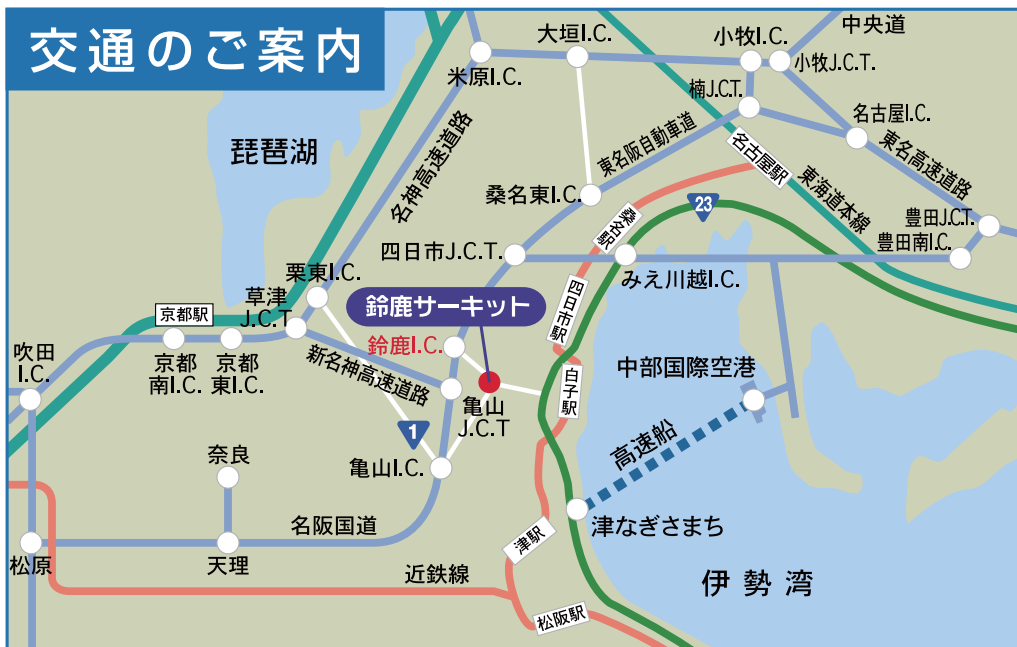 交通のご案内
大垣I.C.
小牧I.C.
中央道
米原I.C.
小牧J.C.T.
楠J.C.T.
名古屋I.C.
琵琶湖
名神高速道路
東名阪自動車道
名古屋駅
東名高速道路
東海道本線
桑名東I.C.
23
桑名駅
豊田J.C.T.
豊田南I.C.
四日市J.C.T.
みえ川越I.C.
栗東I.C.
草津
J.C.T
鈴鹿サーキット
四日市駅
京都駅
鈴鹿I.C.
吹田
I.C.
京都
南I.C.
京都
東I.C.
新名神高速道路
中部国際空港
白子駅
亀山
J.C.T
1
高速船
奈良
亀山I.C.
名阪国道
津なぎさまち
松原
天理
津駅
近鉄線
伊勢湾
松阪駅